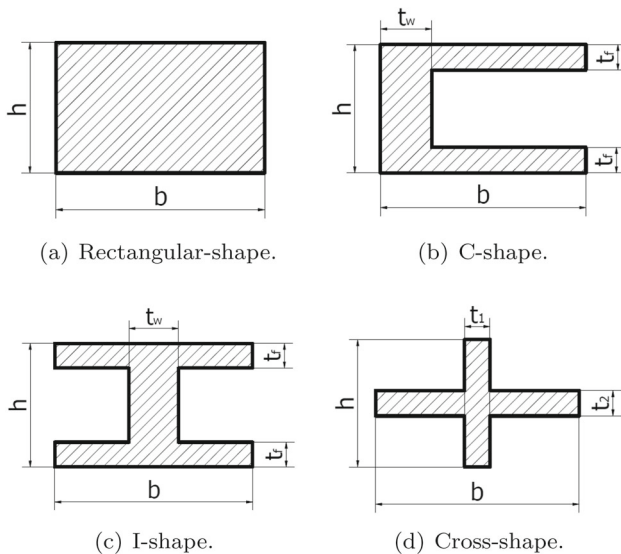 h
b
(a) Rectangular-shape.
tw
h
tf
tf
b
(b) C-shape.
tw
h
tf
tf
b
(c) I-shape.
t1
h
t2
b
(d) Cross-shape.